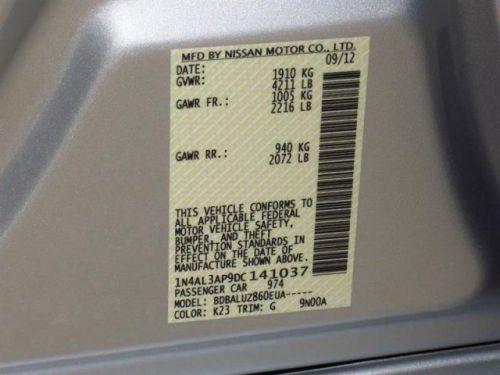 MFD BY NISSAN MOTOR CO., LTD.
DATE: 09/12
GVWR: 1910 KG
4211 LB
GAWR FR.: 1005 KG
2216 LB
GAWR RR.: 940 KG
2072 LB
THIS VEHICLE CONFORMS TO
ALL APPLICABLE FEDERAL
MOTOR VEHICLE SAFETY,
BUMPER, AND THEFT
PREVENTION STANDARDS IN
EFFECT ON THE DATE OF
MANUFACTURE SHOWN ABOVE.
1N4AL3AP9DC141037
PASSENGER CAR 974
MODEL: BDBALUZ860EUA-----
COLOR: K23 TRIM: G 9N00A